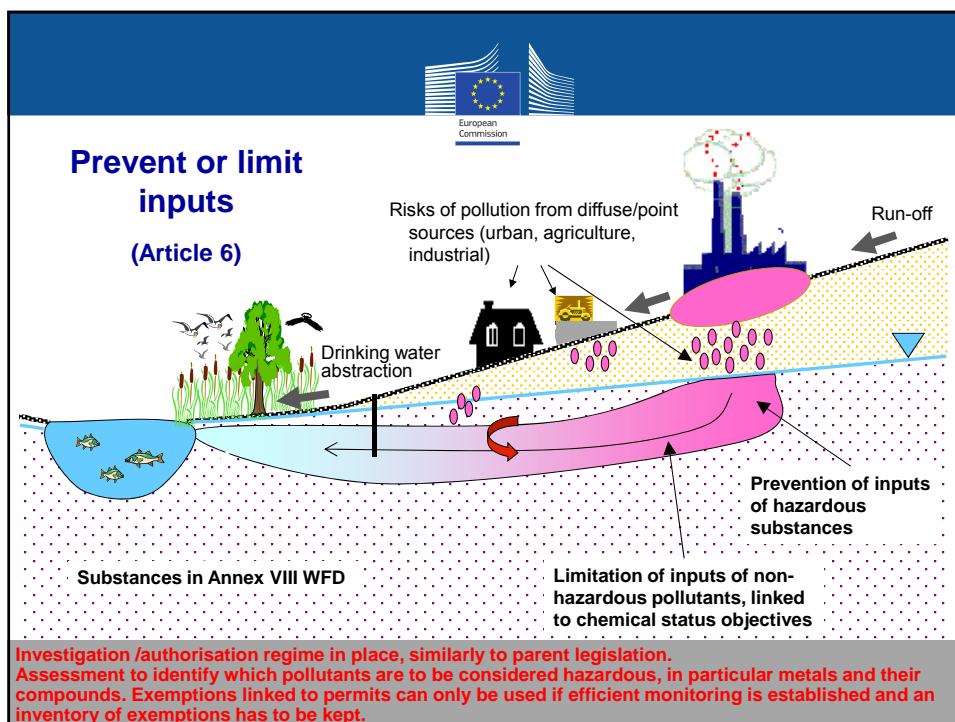 European
Commission
Prevent or limit
inputs
(Article 6)
Risks of pollution from diffuse/point
sources (urban, agriculture,
industrial)
Run-off
Drinking water
abstraction
Prevention of inputs
of hazardous
substances
Substances in Annex VIII WFD
Limitation of inputs of non-
hazardous pollutants, linked
to chemical status objectives
Investigation /authorisation regime in place, similarly to parent legislation.
Assessment to identify which pollutants are to be considered hazardous, in particular metals and their
compounds. Exemptions linked to permits can only be used if efficient monitoring is established and an
inventory of exemptions has to be kept.